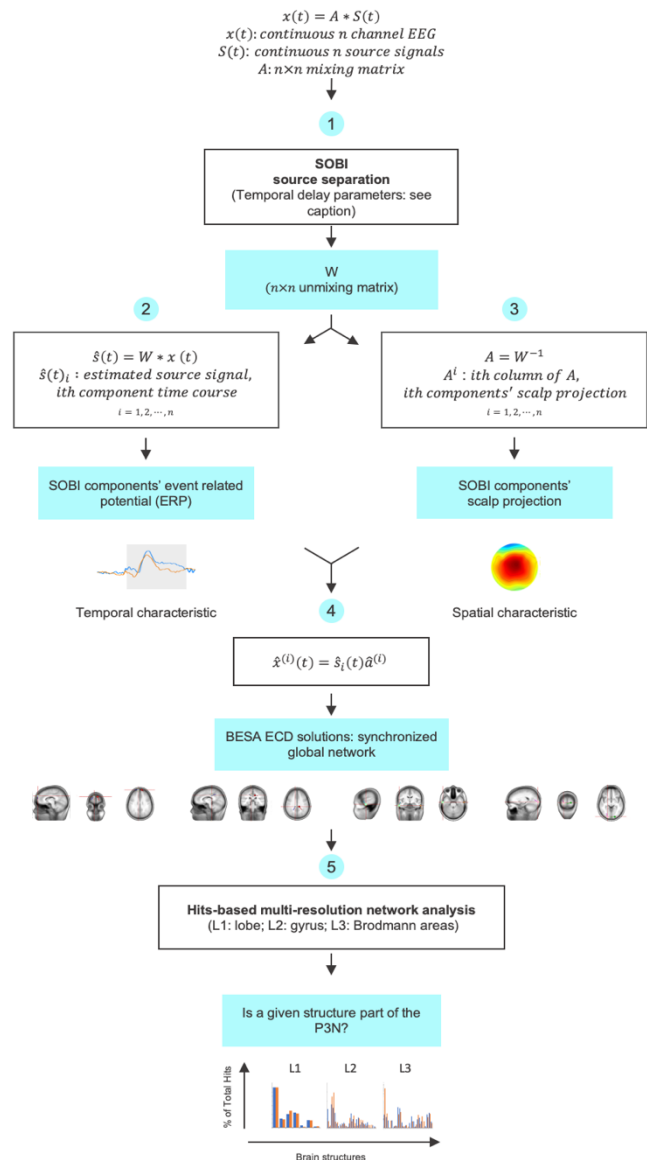 x(t) = A * S(t)
x(t): continuous n channel EEG
S(t): continuous n source signals
A: n×n mixing matrix
1
SOBI
source separation
(Temporal delay parameters: see
caption)
W
(n×n unmixing matrix)
2
3
ŝ(t) = W * x (t)
ŝ(t)ᵢ : estimated source signal,
ith component time course
i = 1,2,⋯,n
A = W⁻¹
Aⁱ : ith column of A,
ith components' scalp projection
i = 1,2,⋯,n
SOBI components' event related
potential (ERP)
SOBI components'
scalp projection
Temporal characteristic
Spatial characteristic
4
x̂⁽ⁱ⁾(t) = ŝᵢ(t)â⁽ⁱ⁾
BESA ECD solutions: synchronized
global network
5
Hits-based multi-resolution network analysis
(L1: lobe; L2: gyrus; L3: Brodmann areas)
Is a given structure part of the
P3N?
% of Total Hits
L1 L2 L3
Brain structures